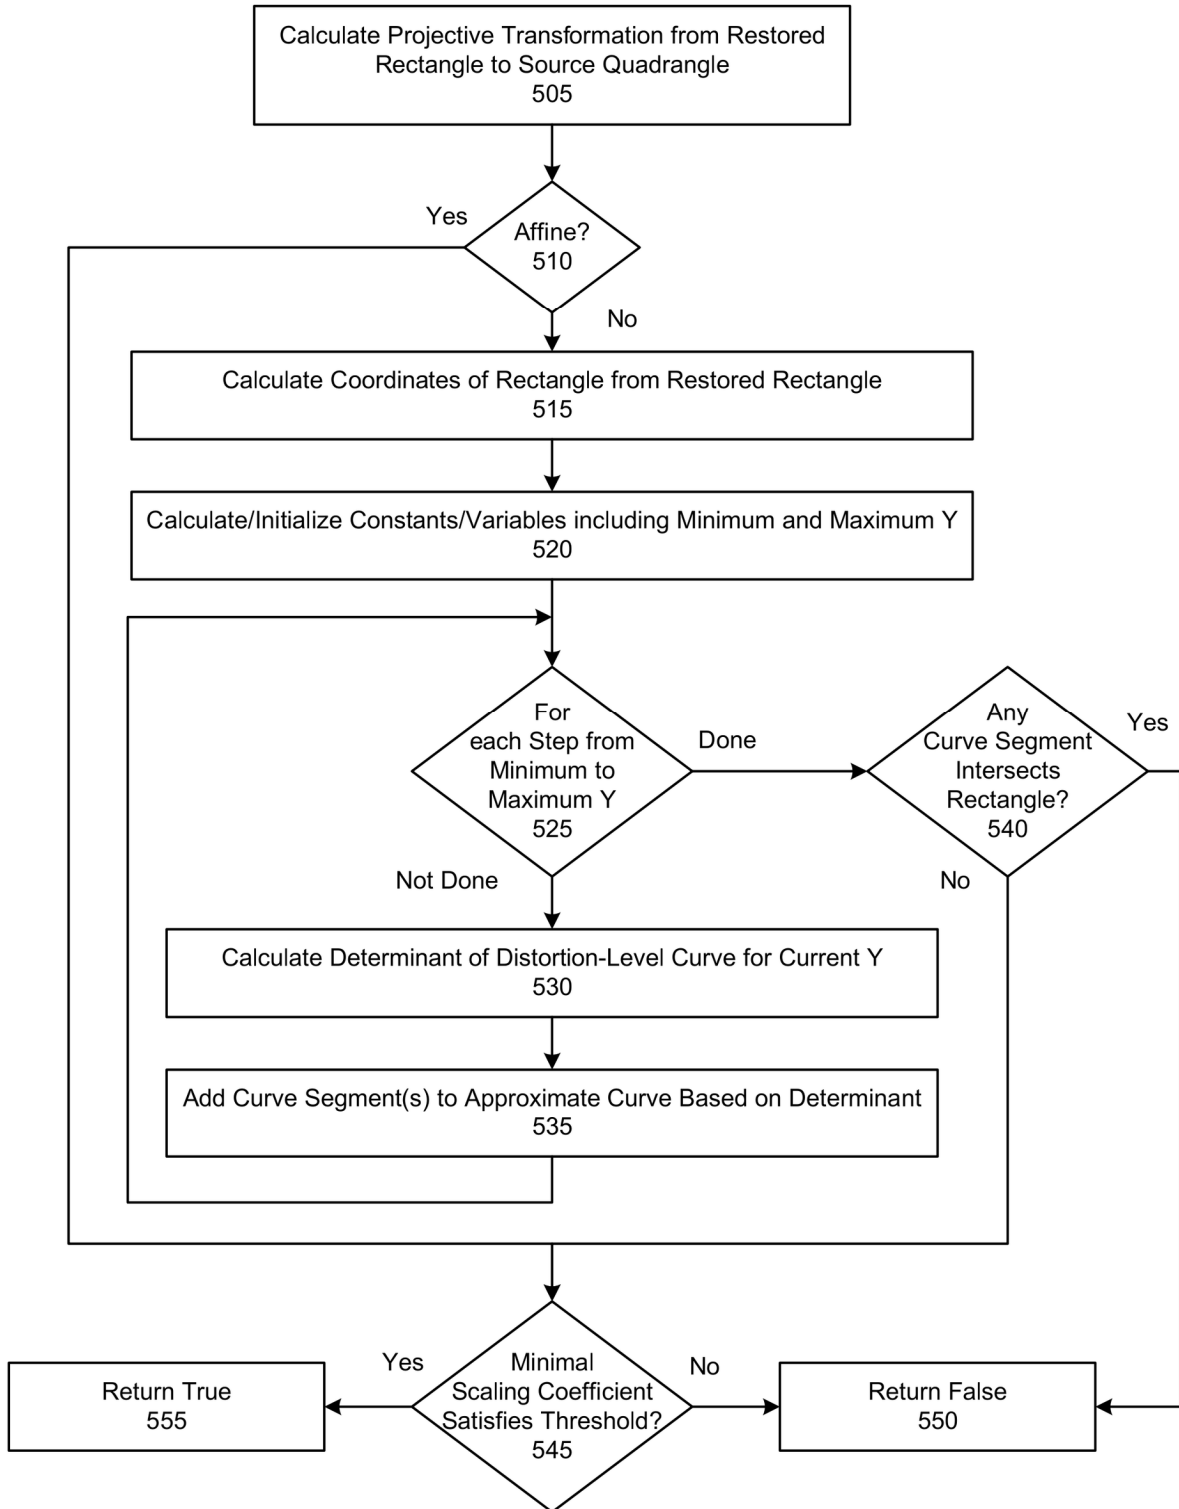 Calculate Projective Transformation from Restored
Rectangle to Source Quadrangle
505
Yes
Affine?
510
No
Calculate Coordinates of Rectangle from Restored Rectangle
515
Calculate/Initialize Constants/Variables including Minimum and Maximum Y
520
For
each Step from
Minimum to
Maximum Y
525
Done
Any
Curve Segment
Intersects
Rectangle?
540
Yes
Not Done
No
Calculate Determinant of Distortion-Level Curve for Current Y
530
Add Curve Segment(s) to Approximate Curve Based on Determinant
535
Yes
Minimal
Scaling Coefficient
Satisfies Threshold?
545
No
Return True
555
Return False
550